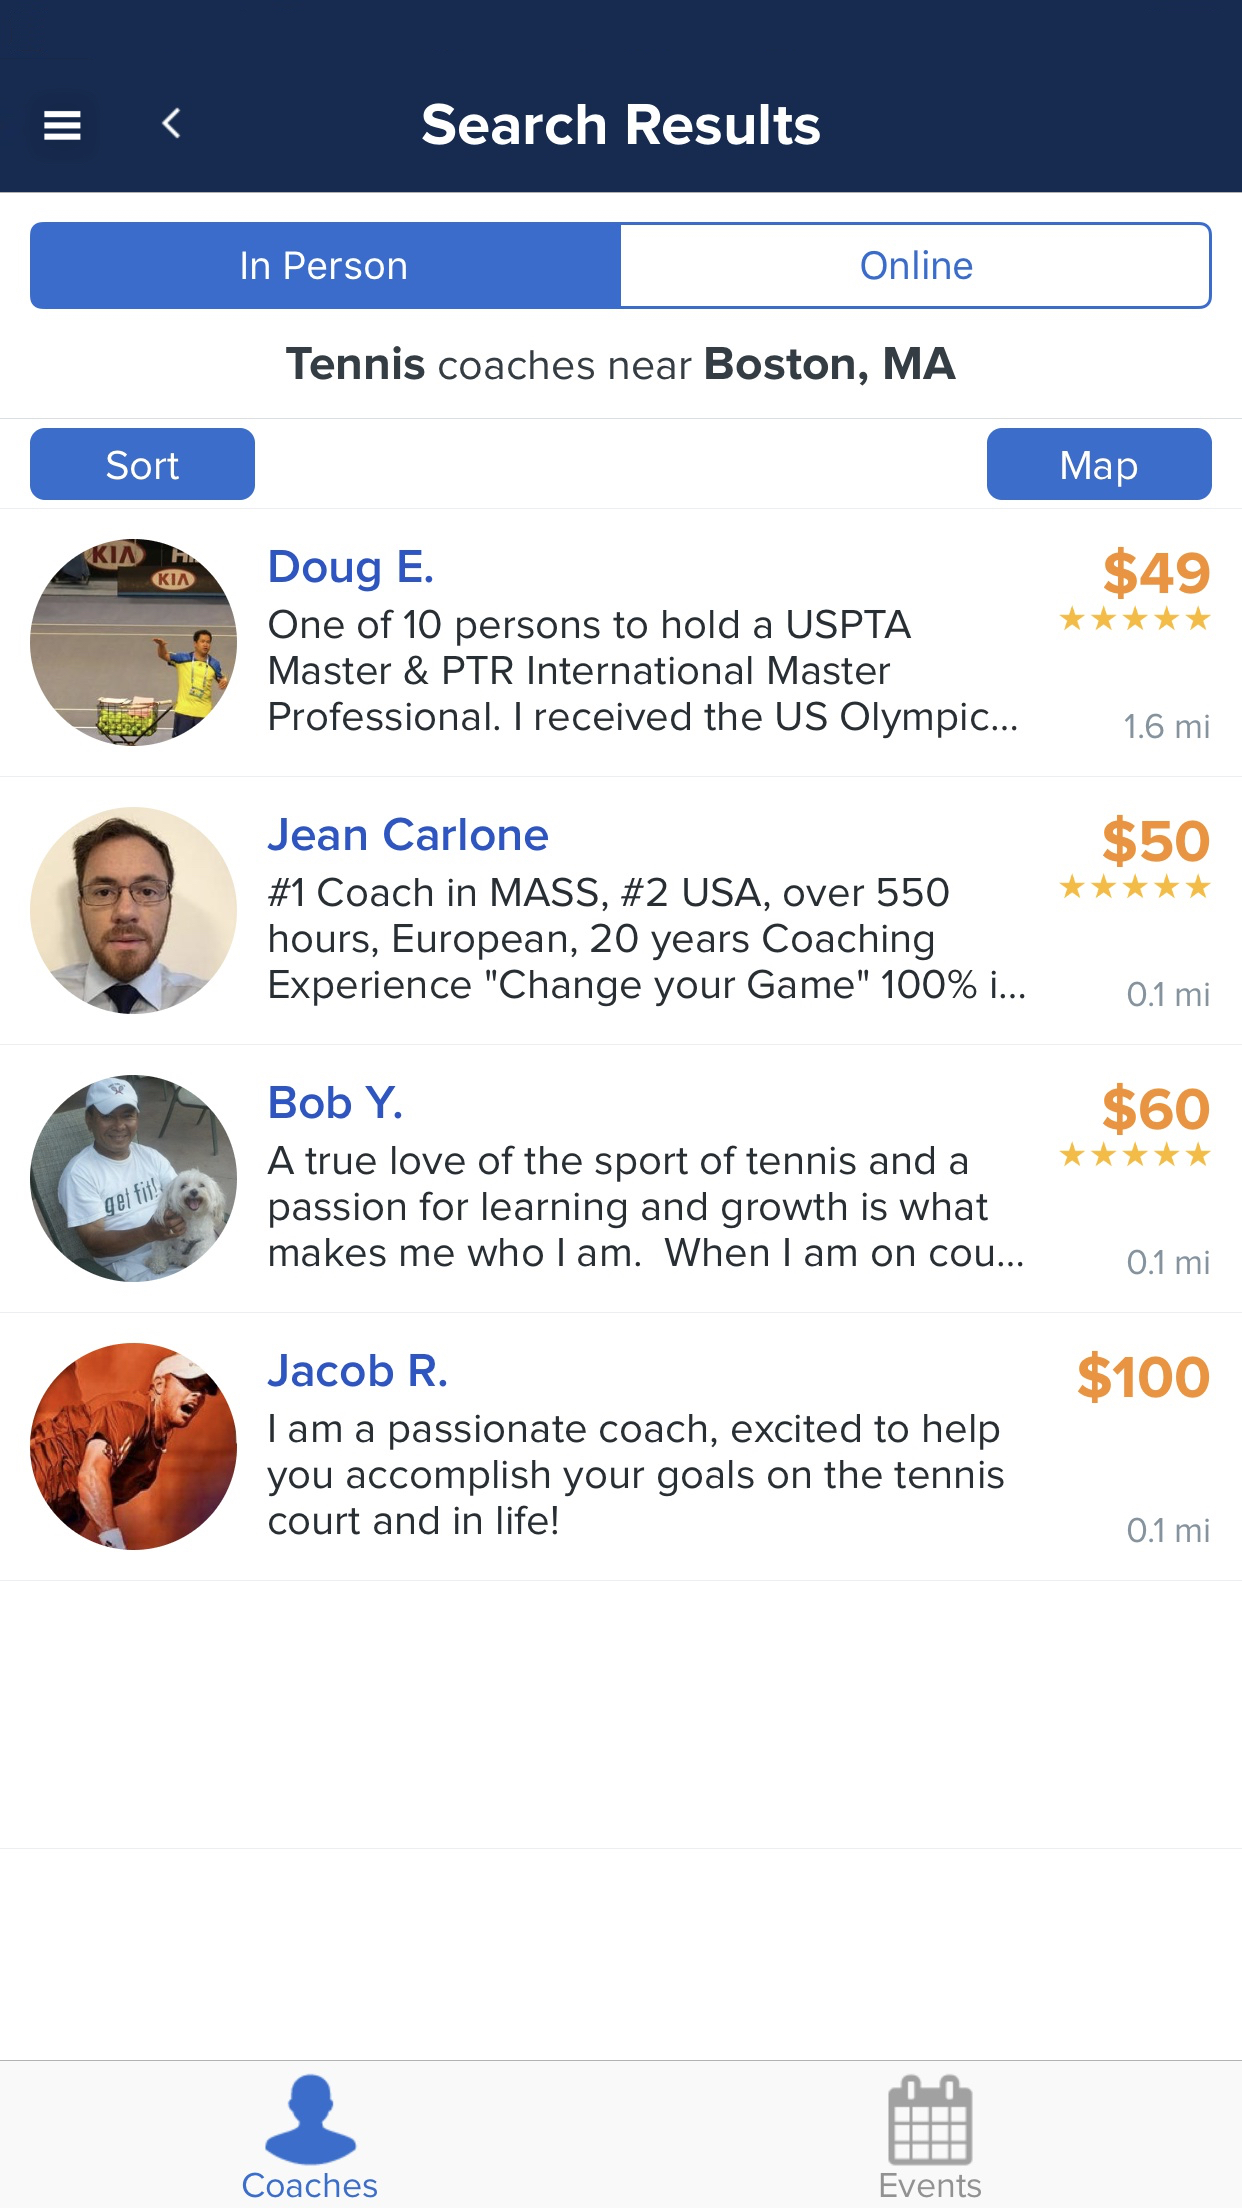 Search Results
In Person
Online
Tennis coaches near Boston, MA
Sort
Map
KIA
KIA
Doug E.
$49
One of 10 persons to hold a USPTA
Master & PTR International Master
Professional. I received the US Olympic...
1.6 mi
Jean Carlone
$50
#1 Coach in MASS, #2 USA, over 550
hours, European, 20 years Coaching
Experience "Change your Game" 100% i...
0.1 mi
get fit!
Bob Y.
$60
A true love of the sport of tennis and a
passion for learning and growth is what
makes me who I am.  When I am on cou...
0.1 mi
Jacob R.
$100
I am a passionate coach, excited to help
you accomplish your goals on the tennis
court and in life!
0.1 mi
Coaches
Events